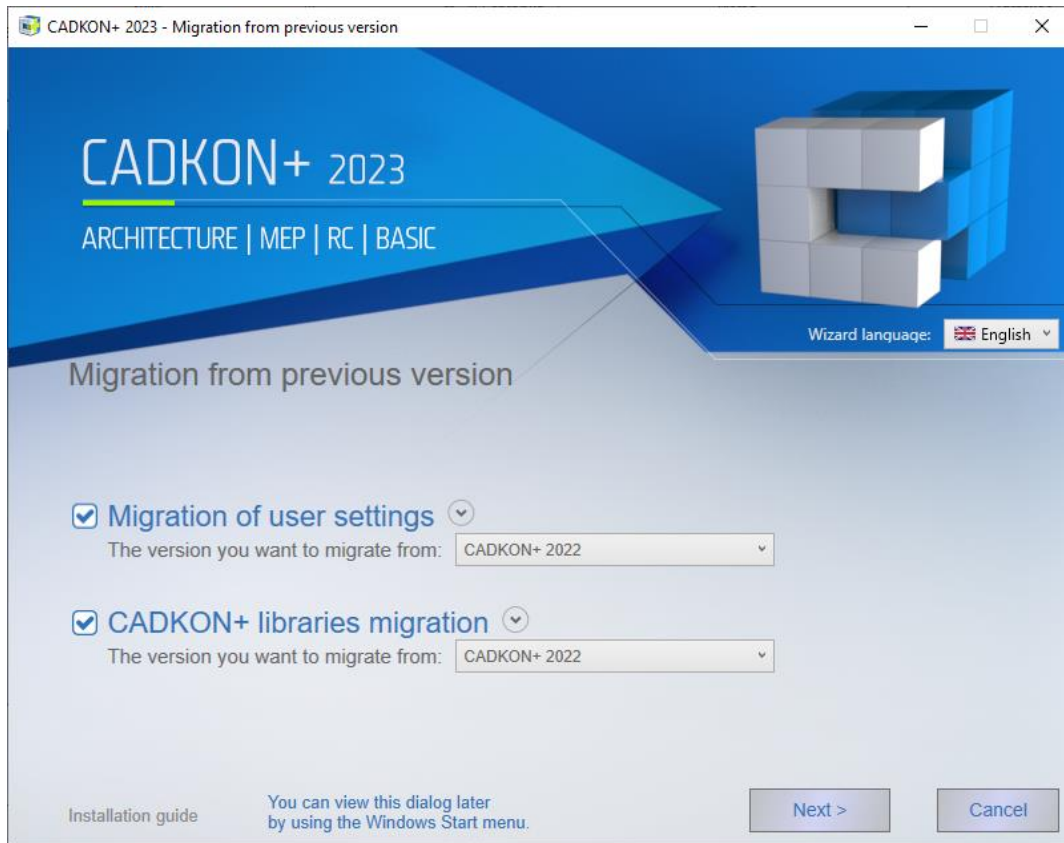 CADKON+ 2023 - Migration from previous version
CADKON+ 2023
ARCHITECTURE | MEP | RC | BASIC
Wizard language: English
Migration from previous version
Migration of user settings
The version you want to migrate from: CADKON+ 2022
CADKON+ libraries migration
The version you want to migrate from: CADKON+ 2022
Installation guide
You can view this dialog later
by using the Windows Start menu.
Next >
Cancel